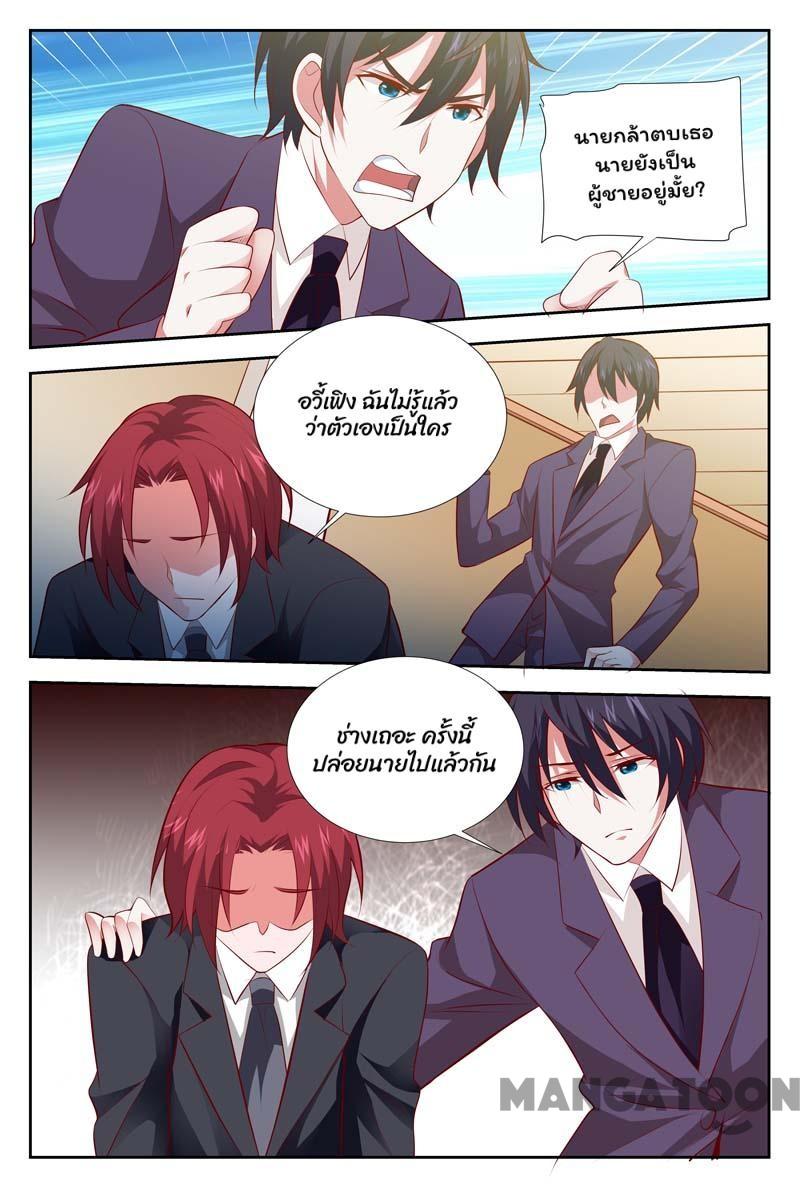 นายกล้าตบเธอ
นายยังเป็น
ผู้ชายอยู่มั้ย?
อวี้เฟิง ฉันไม่รู้แล้ว
ว่าตัวเองเป็นใคร
ช่างเถอะ ครั้งนี้
ปล่อยนายไปแล้วกัน
MANGATOON